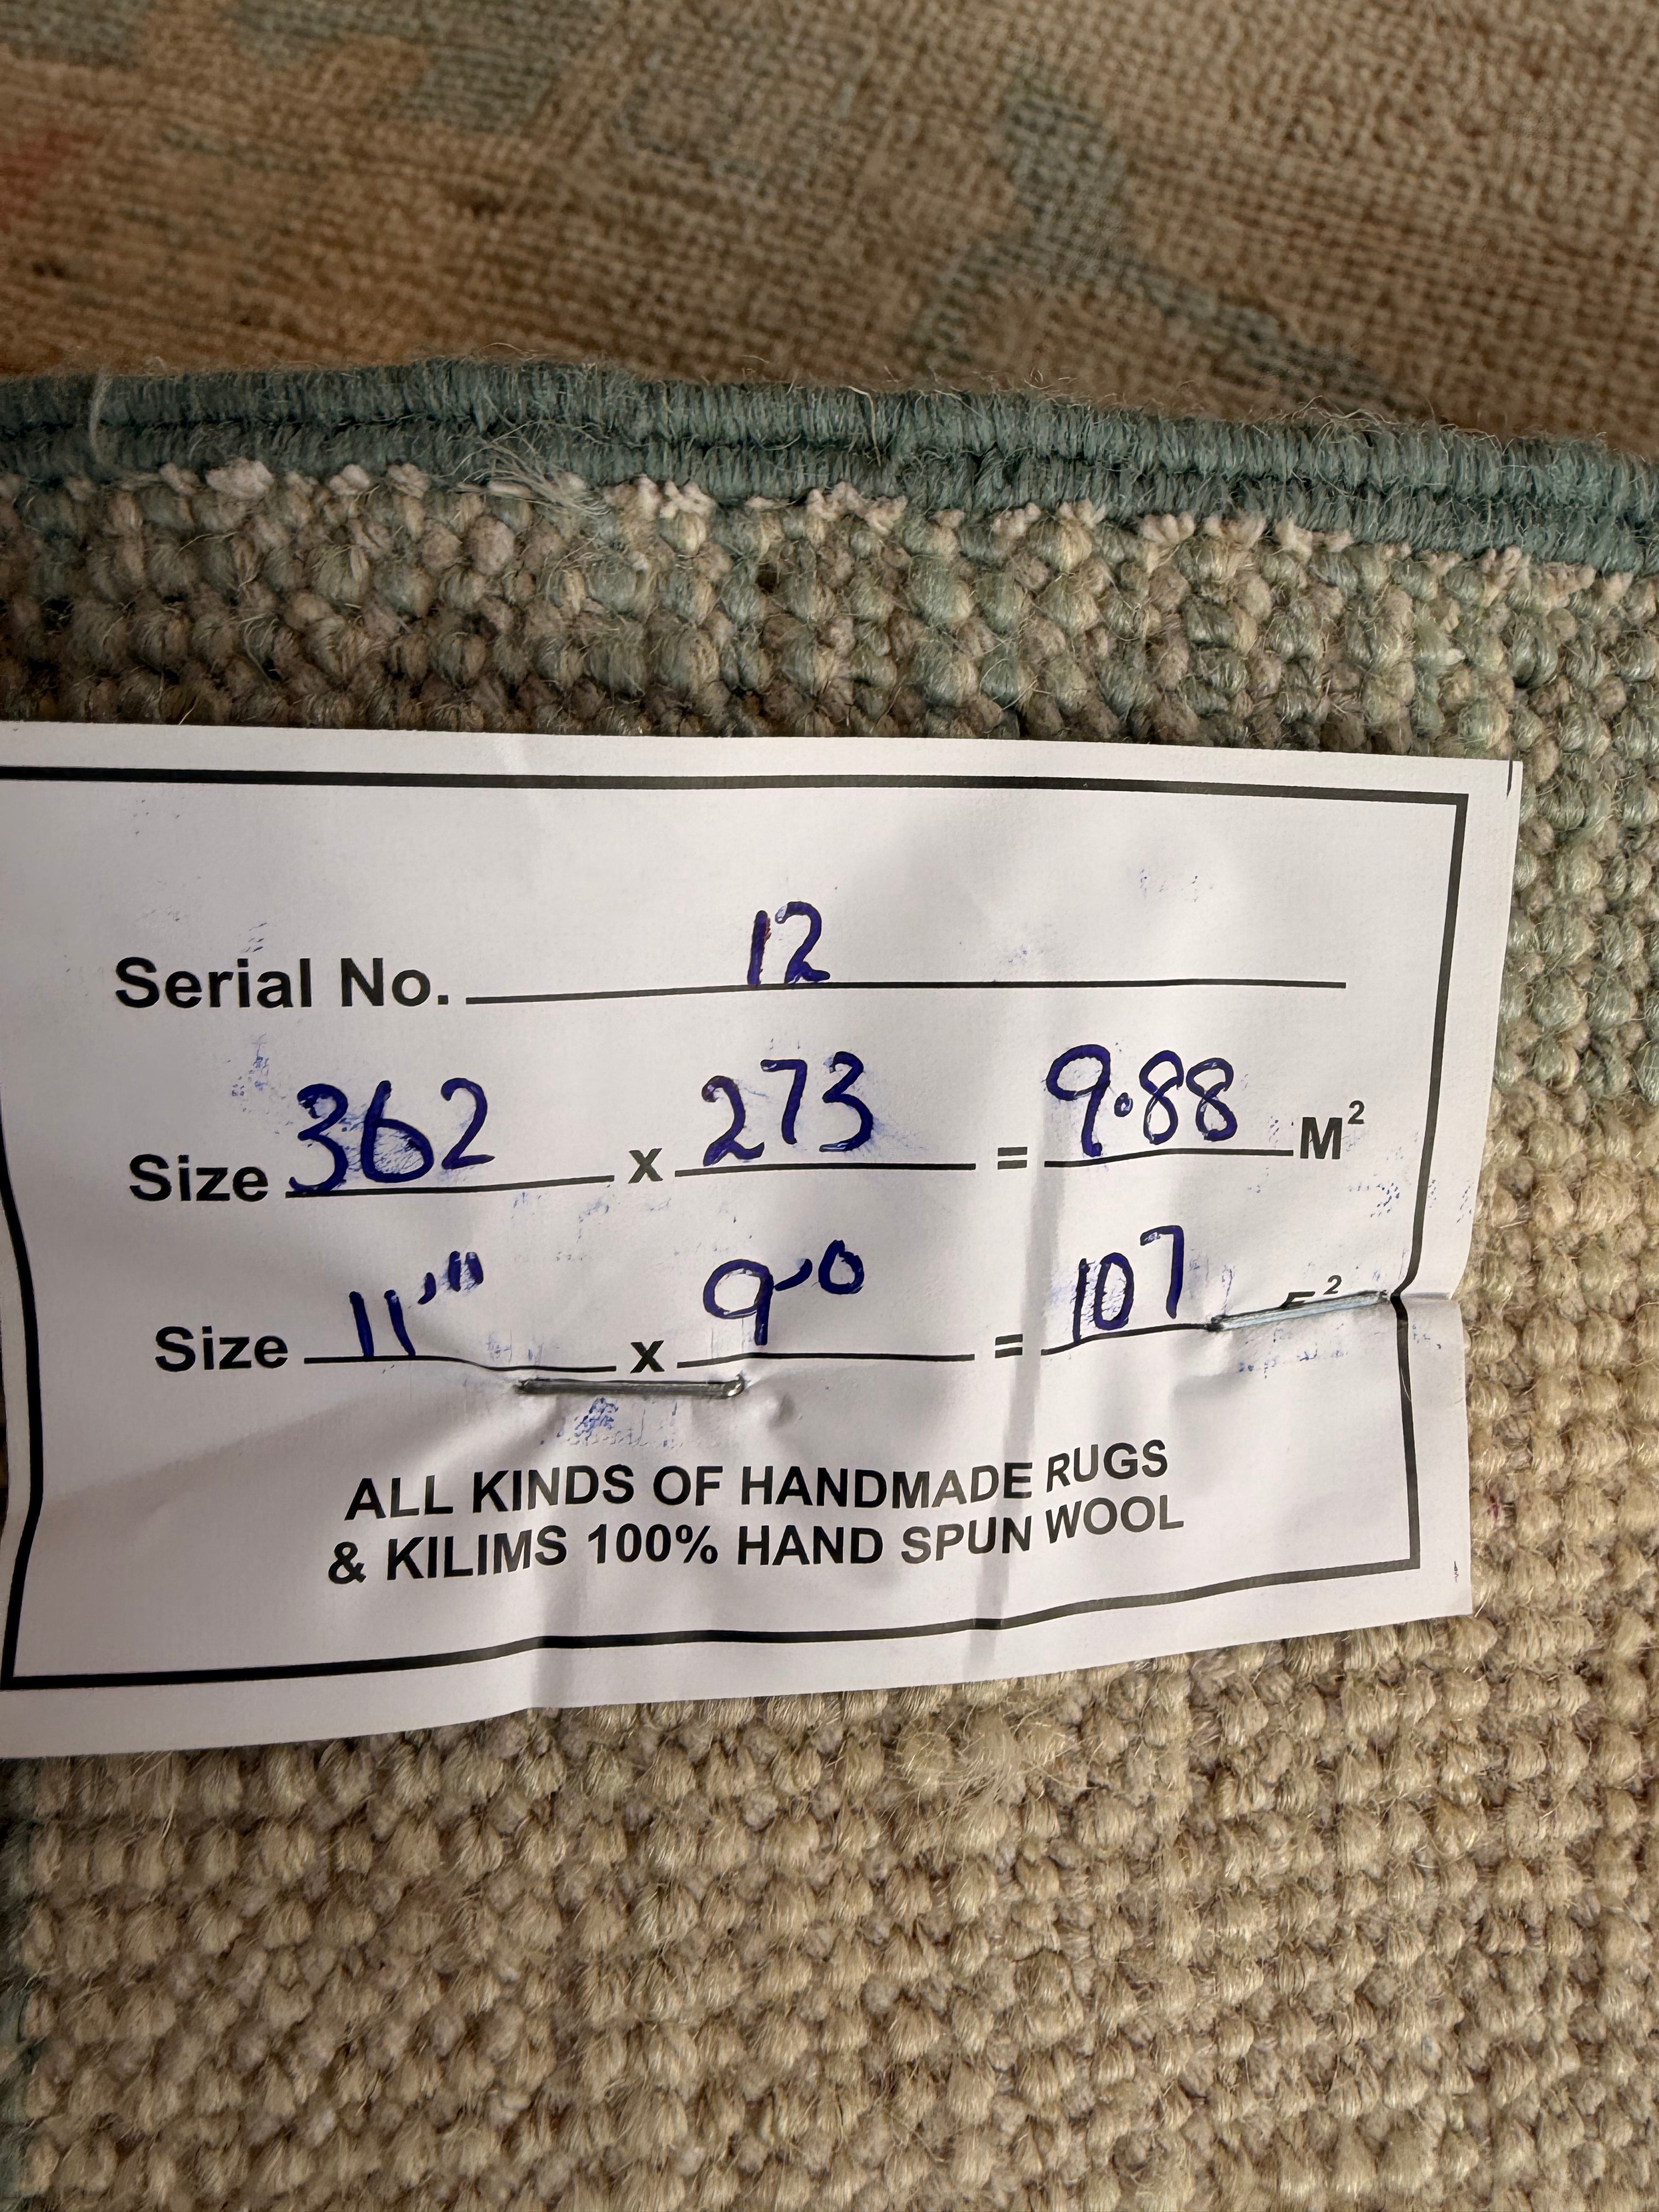 Serial No. 12
Size 362 x 273 = 9.88 M²
Size 11'11 x 9'0 = 107 F²
ALL KINDS OF HANDMADE RUGS
& KILIMS 100% HAND SPUN WOOL